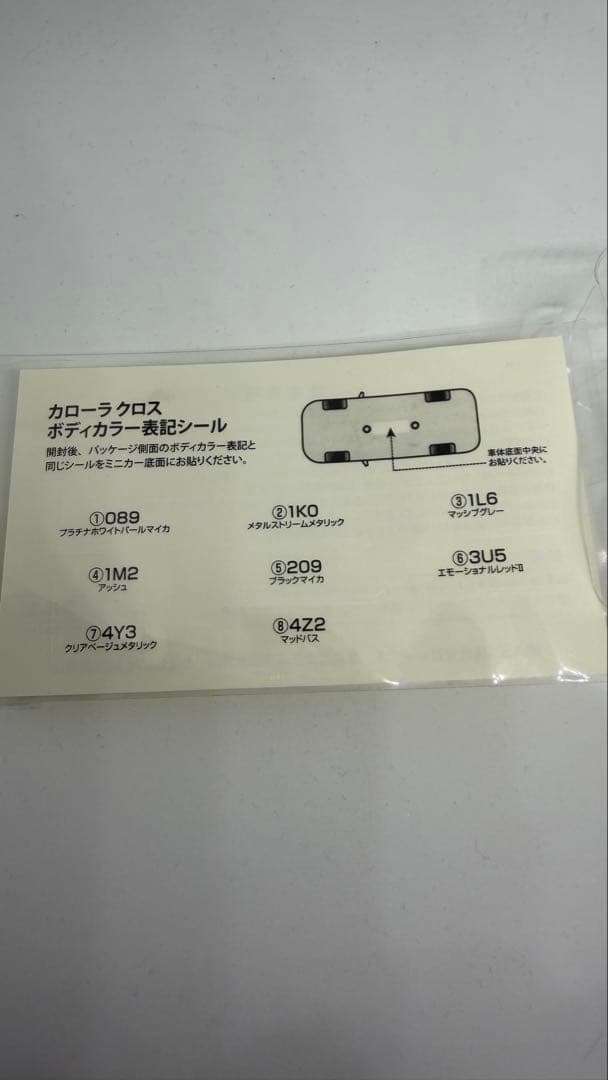 カローラ クロス
ボディカラー表記シール
開封後、パッケージ側面のボディカラー表記と
同じシールをミニカー底面にお貼りください。
車体底面中央に
お貼りください。
①089
プラチナホワイトパールマイカ
②1K0
メタルストリームメタリック
③1L6
マッシブグレー
④1M2
アッシュ
⑤209
ブラックマイカ
⑥3U5
エモーショナルレッドⅡ
⑦4Y3
クリアベージュメタリック
⑧4Z2
マッドバス